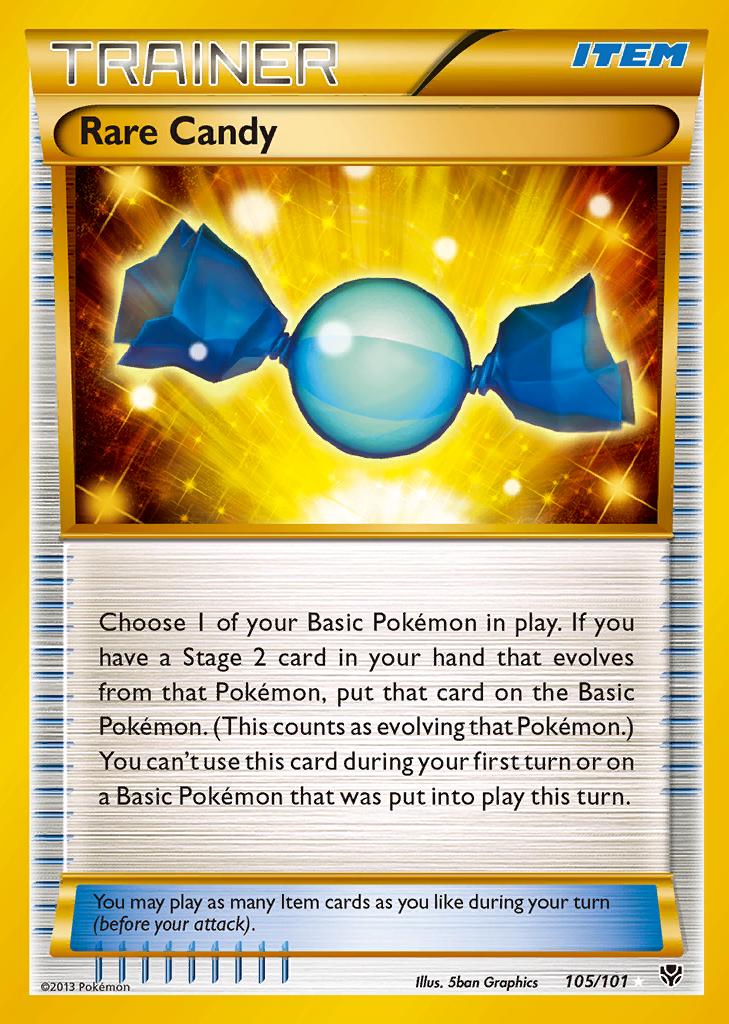 TRAINER
ITEM
Rare Candy
Choose 1 of your Basic Pokémon in play. If you
have a Stage 2 card in your hand that evolves
from that Pokémon, put that card on the Basic
Pokémon. (This counts as evolving that Pokémon.)
You can't use this card during your first turn or on
a Basic Pokémon that was put into play this turn.
You may play as many Item cards as you like during your turn
(before your attack).
©2013 Pokémon
Illus. 5ban Graphics
105/101